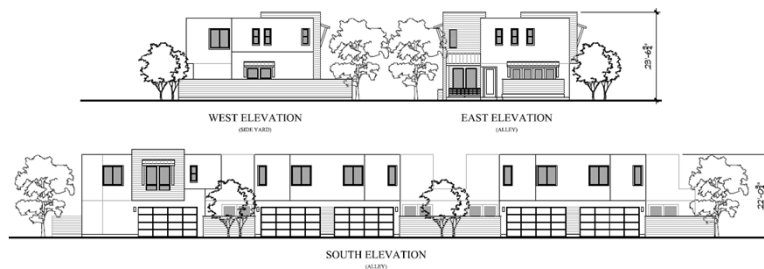 WEST ELEVATION
(SIDE YARD)
EAST ELEVATION
(ALLEY)
SOUTH ELEVATION
(ALLEY)